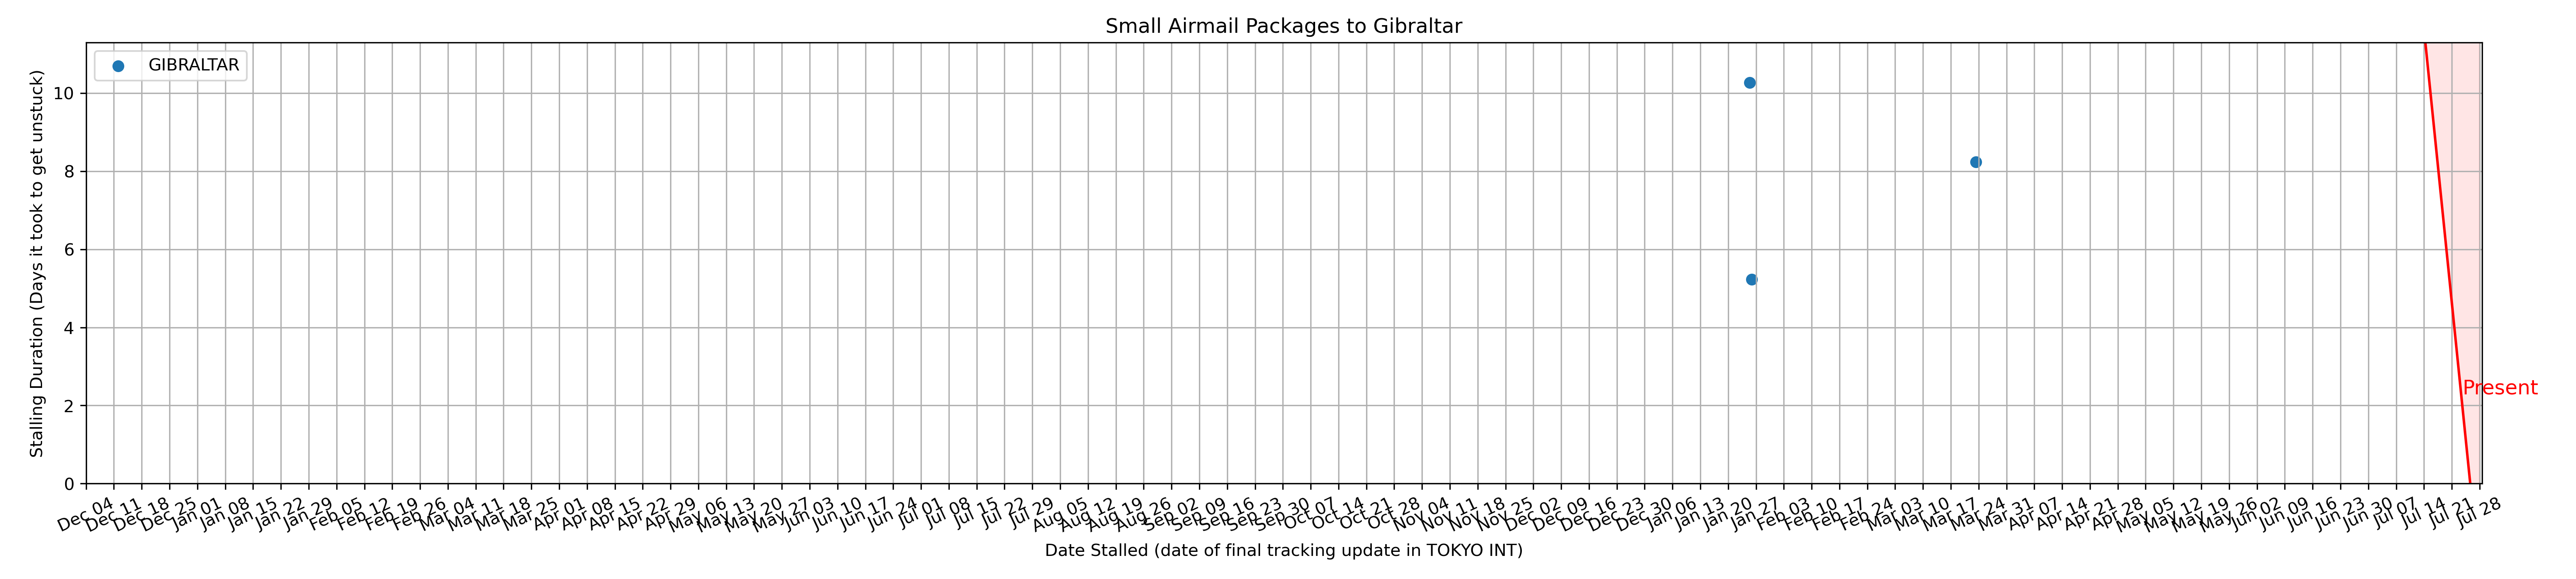 Small Airmail Packages to Gibraltar
GIBRALTAR
Stalling Duration (Days it took to get unstuck)
10
8
6
4
2
0
Present
Dec 04 Dec 11 Dec 18 Dec 25 Jan 01 Jan 08 Jan 15 Jan 22 Jan 29 Feb 05 Feb 12 Feb 19 Feb 26 Mar 04 Mar 11 Mar 18 Mar 25 Apr 01 Apr 08 Apr 15 Apr 22 Apr 29 May 06 May 13 May 20 May 27 Jun 03 Jun 10 Jun 17 Jun 24 Jul 01 Jul 08 Jul 15 Jul 22 Jul 29 Aug 05 Aug 12 Aug 19 Aug 26 Sep 02 Sep 09 Sep 16 Sep 23 Sep 30 Oct 07 Oct 14 Oct 21 Oct 28 Nov 04 Nov 11 Nov 18 Nov 25 Dec 02 Dec 09 Dec 16 Dec 23 Dec 30 Jan 06 Jan 13 Jan 20 Jan 27 Feb 03 Feb 10 Feb 17 Feb 24 Mar 03 Mar 10 Mar 17 Mar 24 Mar 31 Apr 07 Apr 14 Apr 21 Apr 28 May 05 May 12 May 19 May 26 Jun 02 Jun 09 Jun 16 Jun 23 Jun 30 Jul 07 Jul 14 Jul 21 Jul 28
Date Stalled (date of final tracking update in TOKYO INT)